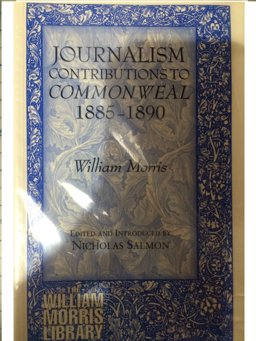 JOURNALISM
CONTRIBUTIONS TO
COMMONWEAL
1885-1890
William Morris
EDITED AND INTRODUCED BY
NICHOLAS SALMON
THE
WILLIAM
MORRIS
LIBRARY